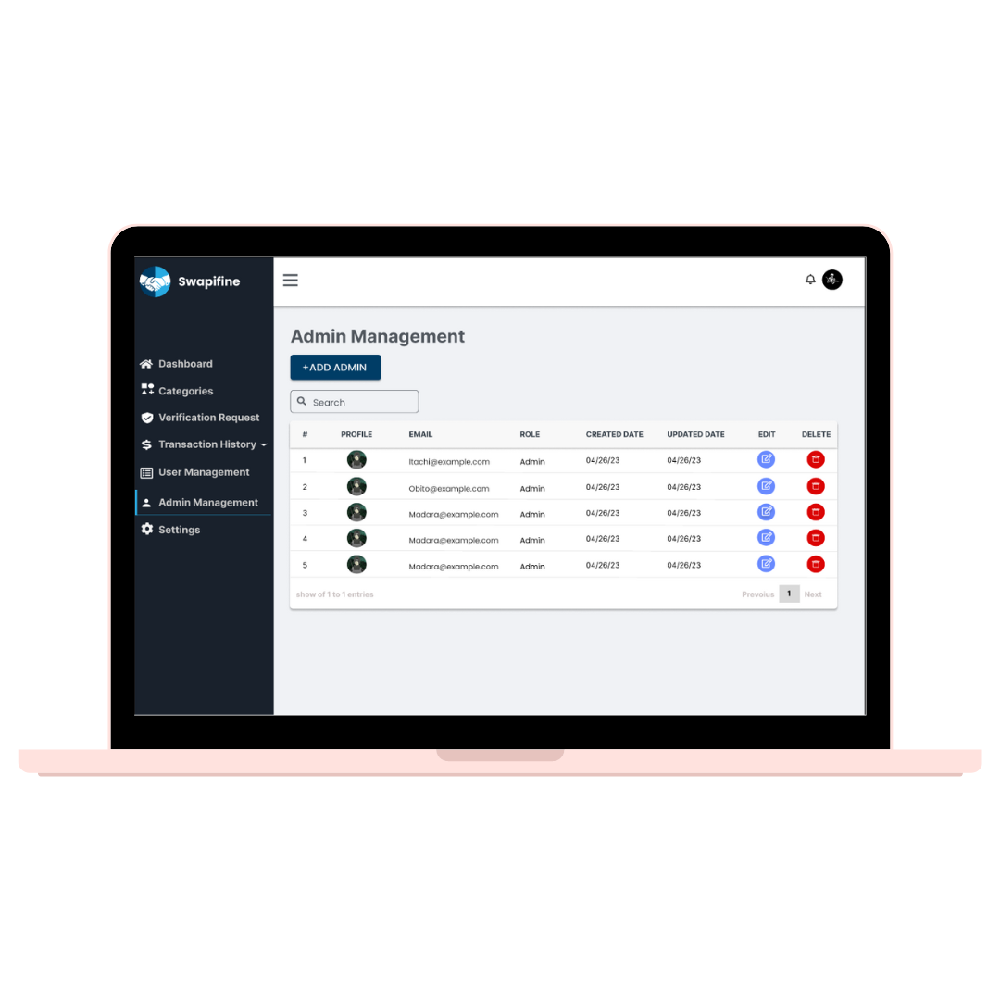 Swapifine
Dashboard
Categories
Verification Request
Transaction History
User Management
Admin Management
Settings
Admin Management
+ADD ADMIN
Search
# PROFILE EMAIL ROLE CREATED DATE UPDATED DATE EDIT DELETE
1 Itachi@example.com Admin 04/26/23 04/26/23
2 Obito@example.com Admin 04/26/23 04/26/23
3 Madara@example.com Admin 04/26/23 04/26/23
4 Madara@example.com Admin 04/26/23 04/26/23
5 Madara@example.com Admin 04/26/23 04/26/23
show of 1 to 1 entries Prevoius 1 Next